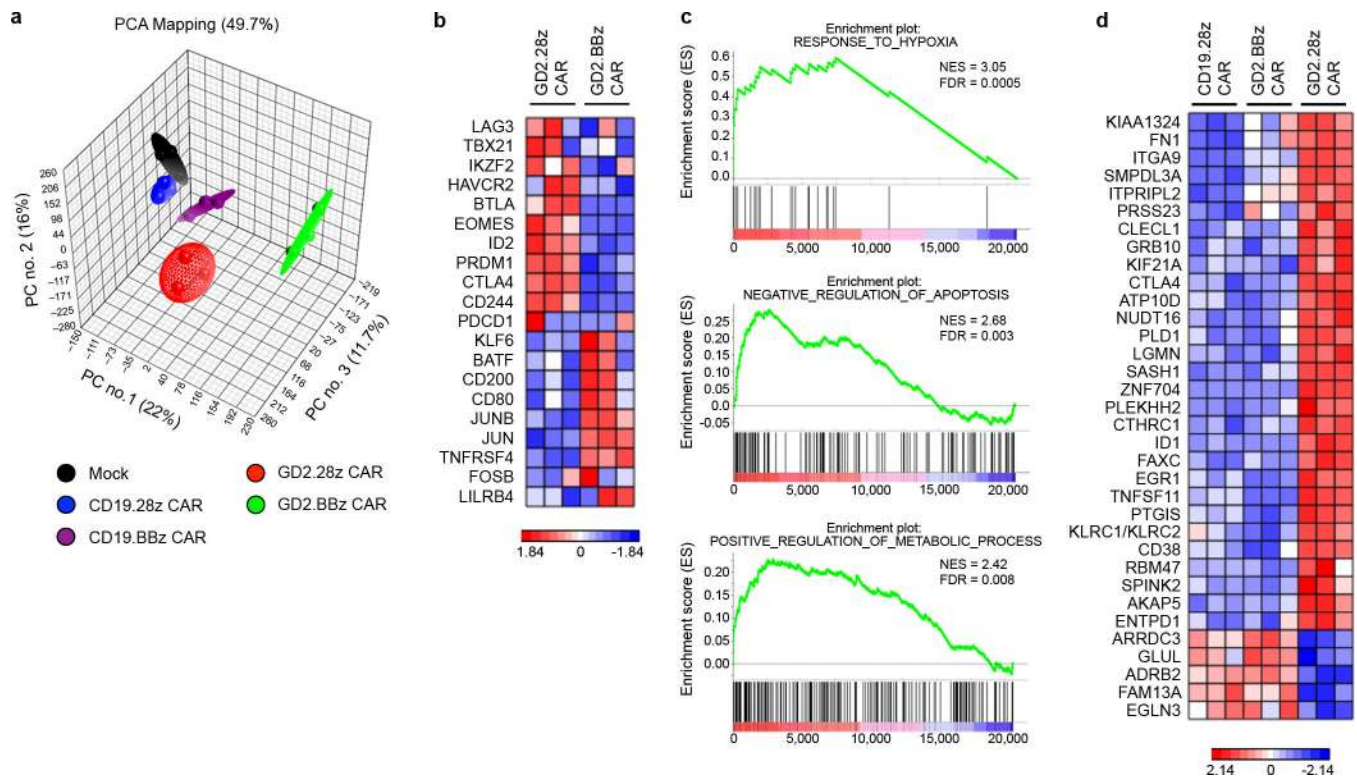 a
PCA Mapping (49.7%)
PC no. 2 (16%)
260
206
152
98
44
0
-63
-117
-171
-225
-280
-150
-111
-73
-35
2
40
78
116
154
192
230
PC no.1 (22%)
-219
-171
-123
-75
-27
20
68
116
164
212
260
PC no. 3 (11.7%)
Mock
CD19.28z CAR
CD19.BBz CAR
GD2.28z CAR
GD2.BBz CAR
b
GD2.28z CAR
GD2.BBz CAR
LAG3
TBX21
IKZF2
HAVCR2
BTLA
EOMES
ID2
PRDM1
CTLA4
CD244
PDCD1
KLF6
BATF
CD200
CD80
JUNB
JUN
TNFRSF4
FOSB
LILRB4
1.84 0 -1.84
c
Enrichment plot:
RESPONSE_TO_HYPOXIA
NES = 3.05
FDR = 0.0005
Enrichment score (ES)
0.6
0.5
0.4
0.3
0.2
0.1
0.0
0 5,000 10,000 15,000 20,000
Enrichment plot:
NEGATIVE_REGULATION_OF_APOPTOSIS
NES = 2.68
FDR = 0.003
Enrichment score (ES)
0.25
0.20
0.15
0.10
0.05
0.0
-0.05
0 5,000 10,000 15,000 20,000
Enrichment plot:
POSITIVE_REGULATION_OF_METABOLIC_PROCESS
NES = 2.42
FDR = 0.008
Enrichment score (ES)
0.20
0.15
0.10
0.05
0.00
0 5,000 10,000 15,000 20,000
d
CD19.28z CAR
GD2.BBz CAR
GD2.28z CAR
KIAA1324
FN1
ITGA9
SMPDL3A
ITPRIPL2
PRSS23
CLECL1
GRB10
KIF21A
CTLA4
ATP10D
NUDT16
PLD1
LGMN
SASH1
ZNF704
PLEKHH2
CTHRC1
ID1
FAXC
EGR1
TNFSF11
PTGIS
KLRC1/KLRC2
CD38
RBM47
SPINK2
AKAP5
ENTPD1
ARRDC3
GLUL
ADRB2
FAM13A
EGLN3
2.14 0 -2.14